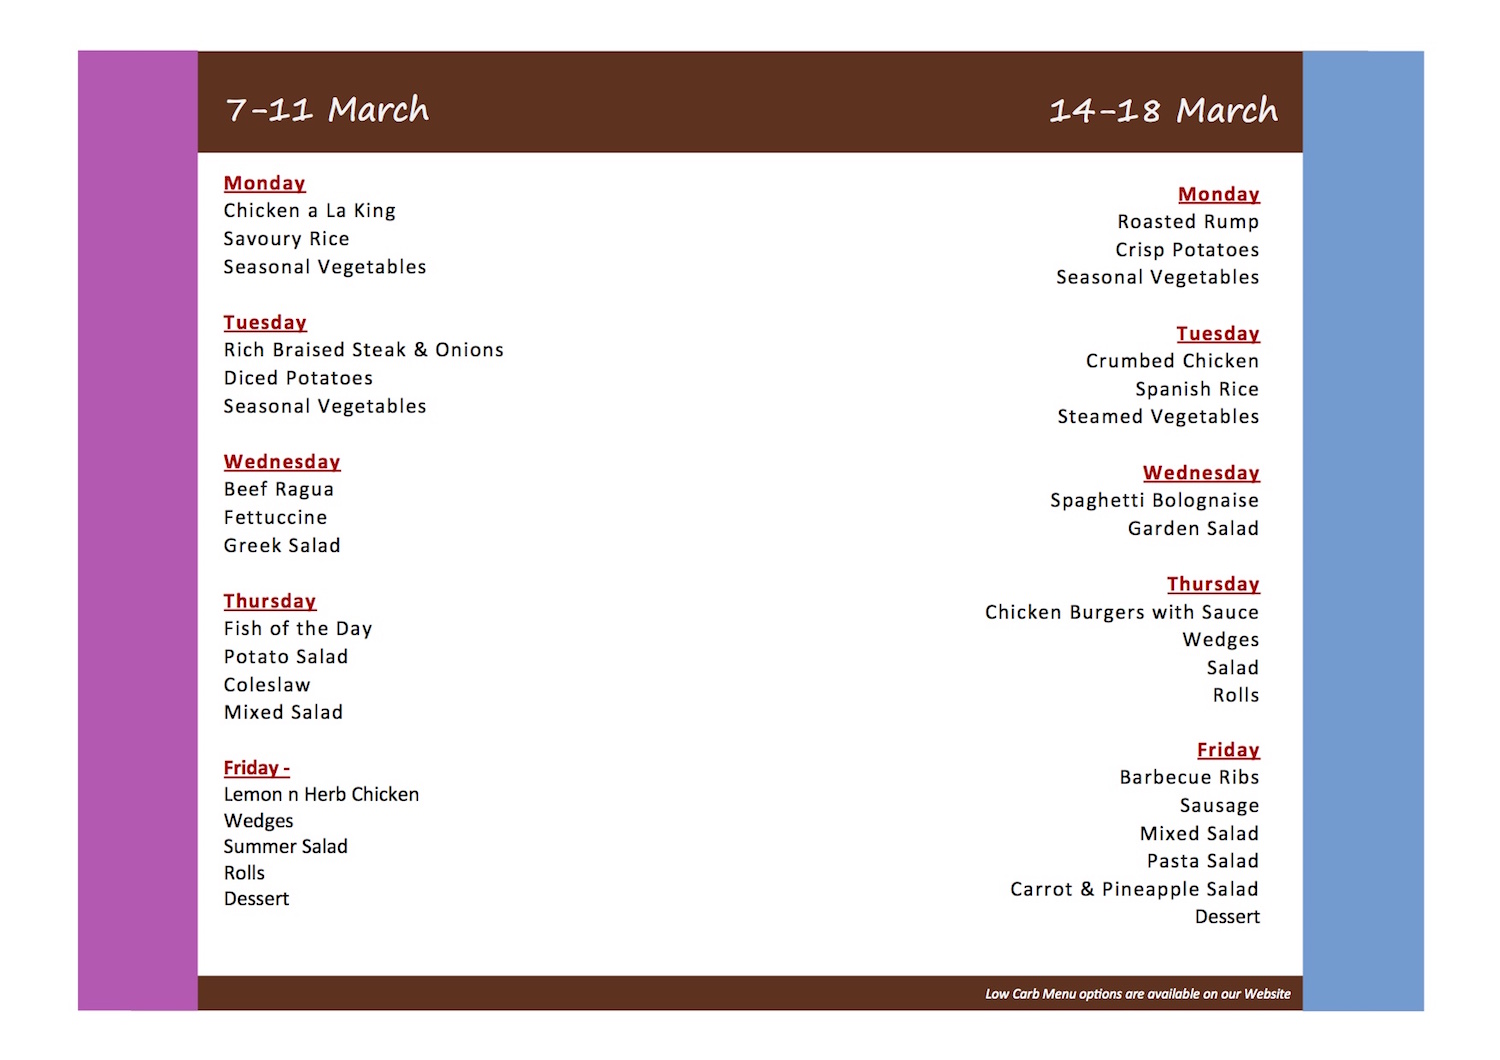 7-11 March
14-18 March
Monday
Chicken a La King
Savoury Rice
Seasonal Vegetables
Tuesday
Rich Braised Steak & Onions
Diced Potatoes
Seasonal Vegetables
Wednesday
Beef Ragua
Fettuccine
Greek Salad
Thursday
Fish of the Day
Potato Salad
Coleslaw
Mixed Salad
Friday -
Lemon n Herb Chicken
Wedges
Summer Salad
Rolls
Dessert
Monday
Roasted Rump
Crisp Potatoes
Seasonal Vegetables
Tuesday
Crumbed Chicken
Spanish Rice
Steamed Vegetables
Wednesday
Spaghetti Bolognaise
Garden Salad
Thursday
Chicken Burgers with Sauce
Wedges
Salad
Rolls
Friday
Barbecue Ribs
Sausage
Mixed Salad
Pasta Salad
Carrot & Pineapple Salad
Dessert
Low Carb Menu options are available on our Website